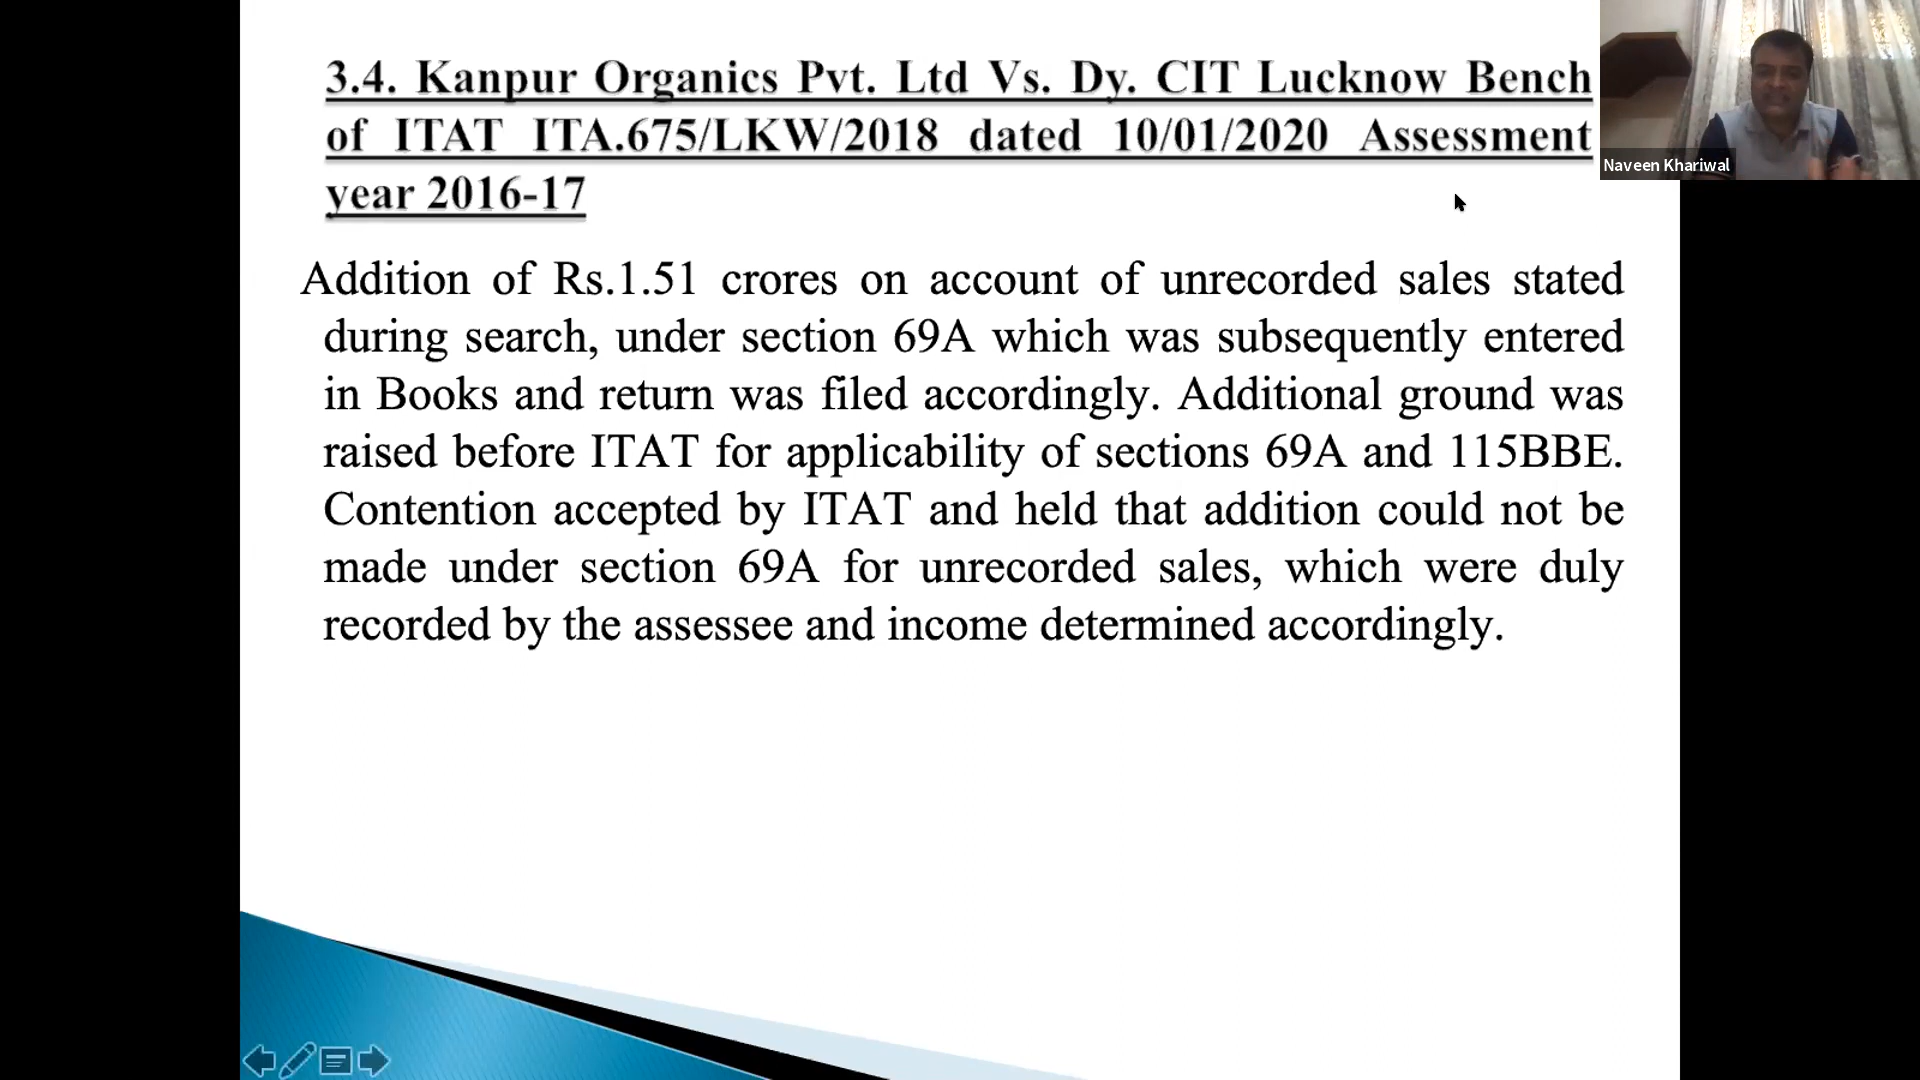 3.4. Kanpur Organics Pvt. Ltd Vs. Dy. CIT Lucknow Bench
of ITAT ITA.675/LKW/2018 dated 10/01/2020 Assessment
year 2016-17
Naveen Khariwal
Addition of Rs.1.51 crores on account of unrecorded sales stated
during search, under section 69A which was subsequently entered
in Books and return was filed accordingly. Additional ground was
raised before ITAT for applicability of sections 69A and 115BBE.
Contention accepted by ITAT and held that addition could not be
made under section 69A for unrecorded sales, which were duly
recorded by the assessee and income determined accordingly.